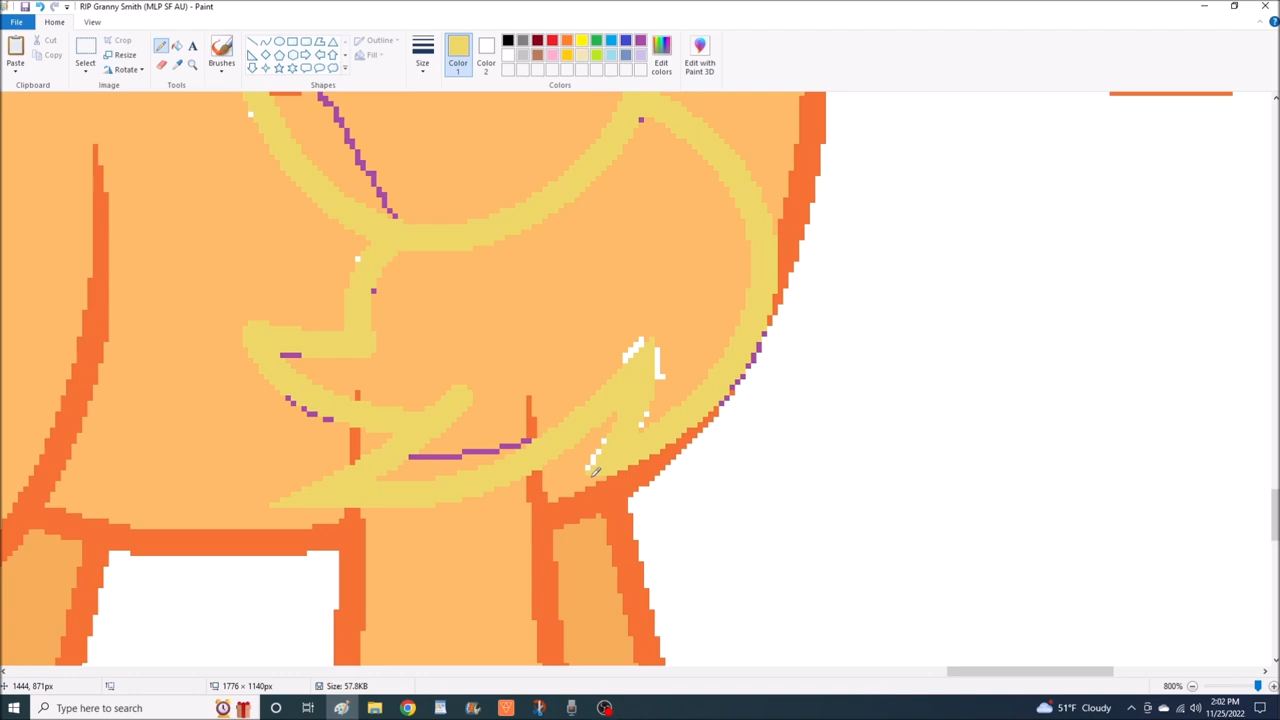 RIP Granny Smith (MLP SF AU) - Paint
File Home View
Paste Cut Copy
Select Crop Resize Rotate
A
Brushes
Outline Fill
Size
Color 1
Color 2
Edit colors
Edit with Paint 3D
Clipboard Image Tools Shapes Colors
1444, 871px 1776 × 1140px Size: 57.8KB 800%
Type here to search 51°F Cloudy 2:02 PM
11/25/2022